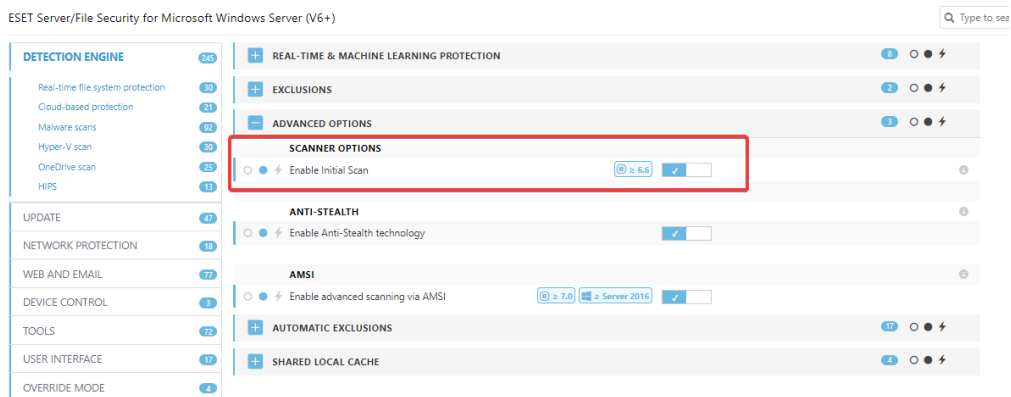 ESET Server/File Security for Microsoft Windows Server (V6+)
Type to sea
DETECTION ENGINE 245
Real-time file system protection 30
Cloud-based protection 21
Malware scans 92
Hyper-V scan 30
OneDrive scan 25
HIPS 13
UPDATE 47
NETWORK PROTECTION 18
WEB AND EMAIL 77
DEVICE CONTROL 3
TOOLS 72
USER INTERFACE 17
OVERRIDE MODE 4
REAL-TIME & MACHINE LEARNING PROTECTION 8
EXCLUSIONS 2
ADVANCED OPTIONS 3
SCANNER OPTIONS
Enable Initial Scan ≥ 6.6
ANTI-STEALTH
Enable Anti-Stealth technology
AMSI
Enable advanced scanning via AMSI ≥ 7.0 ≥ Server 2016
AUTOMATIC EXCLUSIONS 17
SHARED LOCAL CACHE 4